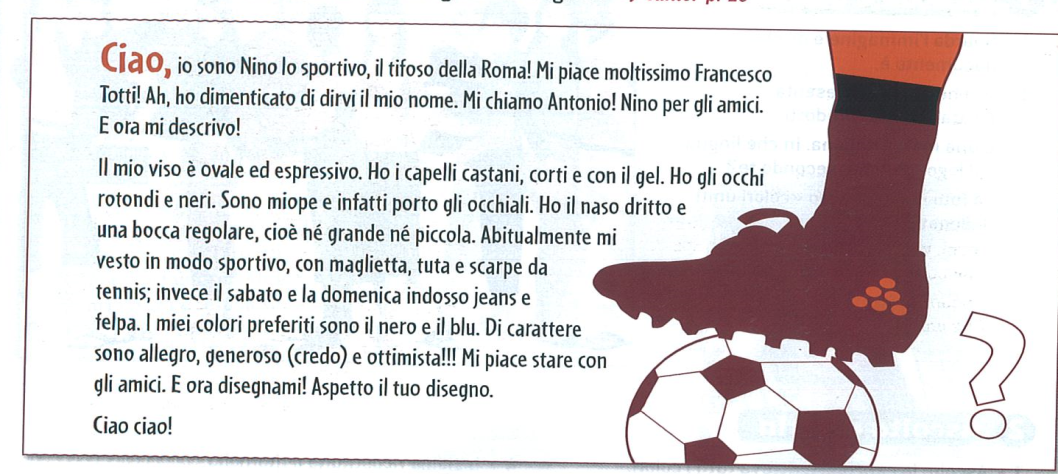 Ciao, io sono Nino lo sportivo, il tifoso della Roma! Mi piace moltissimo Francesco
Totti! Ah, ho dimenticato di dirvi il mio nome. Mi chiamo Antonio! Nino per gli amici.
E ora mi descrivo!
Il mio viso è ovale ed espressivo. Ho i capelli castani, corti e con il gel. Ho gli occhi
rotondi e neri. Sono miope e infatti porto gli occhiali. Ho il naso dritto e
una bocca regolare, cioè né grande né piccola. Abitualmente mi
vesto in modo sportivo, con maglietta, tuta e scarpe da
tennis; invece il sabato e la domenica indosso jeans e
felpa. I miei colori preferiti sono il nero e il blu. Di carattere
sono allegro, generoso (credo) e ottimista!!! Mi piace stare con
gli amici. E ora disegnami! Aspetto il tuo disegno.
Ciao ciao!
?